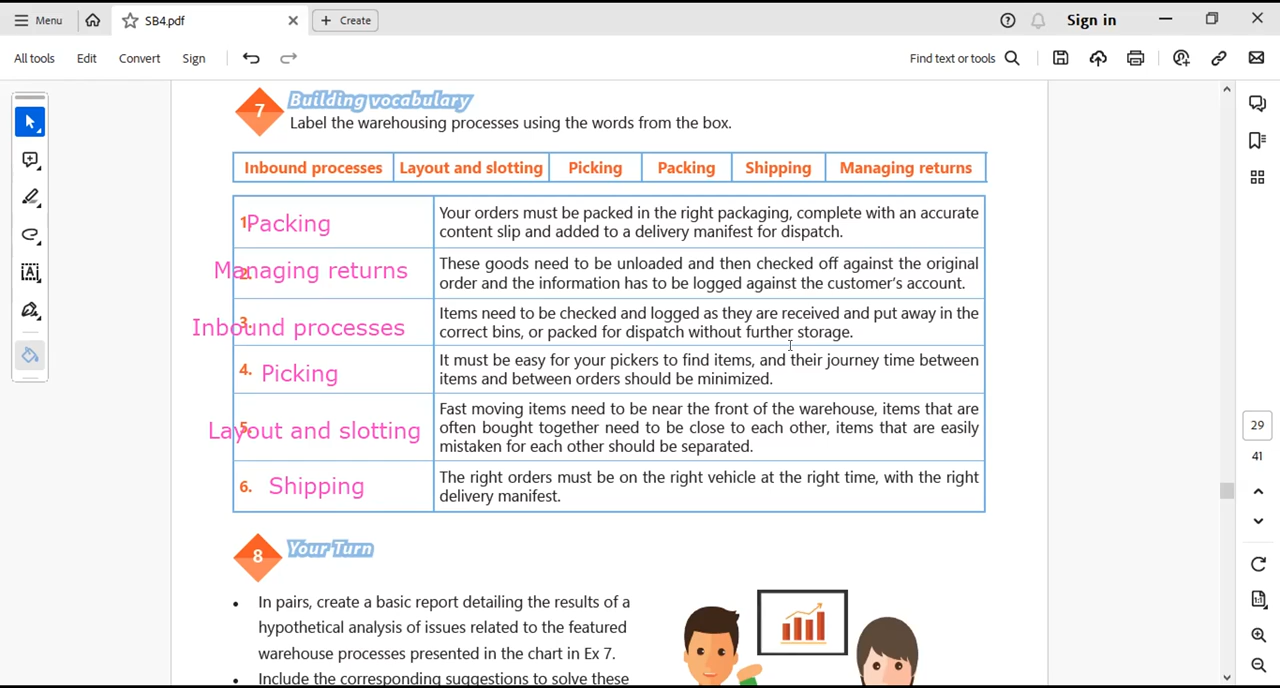 Menu
SB4.pdf
Create
Sign in
All tools
Edit
Convert
Sign
Find text or tools
7
Building vocabulary
Label the warehousing processes using the words from the box.
Inbound processes Layout and slotting Picking Packing Shipping Managing returns
1. Packing
Your orders must be packed in the right packaging, complete with an accurate
content slip and added to a delivery manifest for dispatch.
2. Managing returns
These goods need to be unloaded and then checked off against the original
order and the information has to be logged against the customer's account.
3. Inbound processes
Items need to be checked and logged as they are received and put away in the
correct bins, or packed for dispatch without further storage.
4. Picking
It must be easy for your pickers to find items, and their journey time between
items and between orders should be minimized.
5. Layout and slotting
Fast moving items need to be near the front of the warehouse, items that are
often bought together need to be close to each other, items that are easily
mistaken for each other should be separated.
6. Shipping
The right orders must be on the right vehicle at the right time, with the right
delivery manifest.
8
Your Turn
• In pairs, create a basic report detailing the results of a
hypothetical analysis of issues related to the featured
warehouse processes presented in the chart in Ex 7.
• Include the corresponding suggestions to solve these
29
41